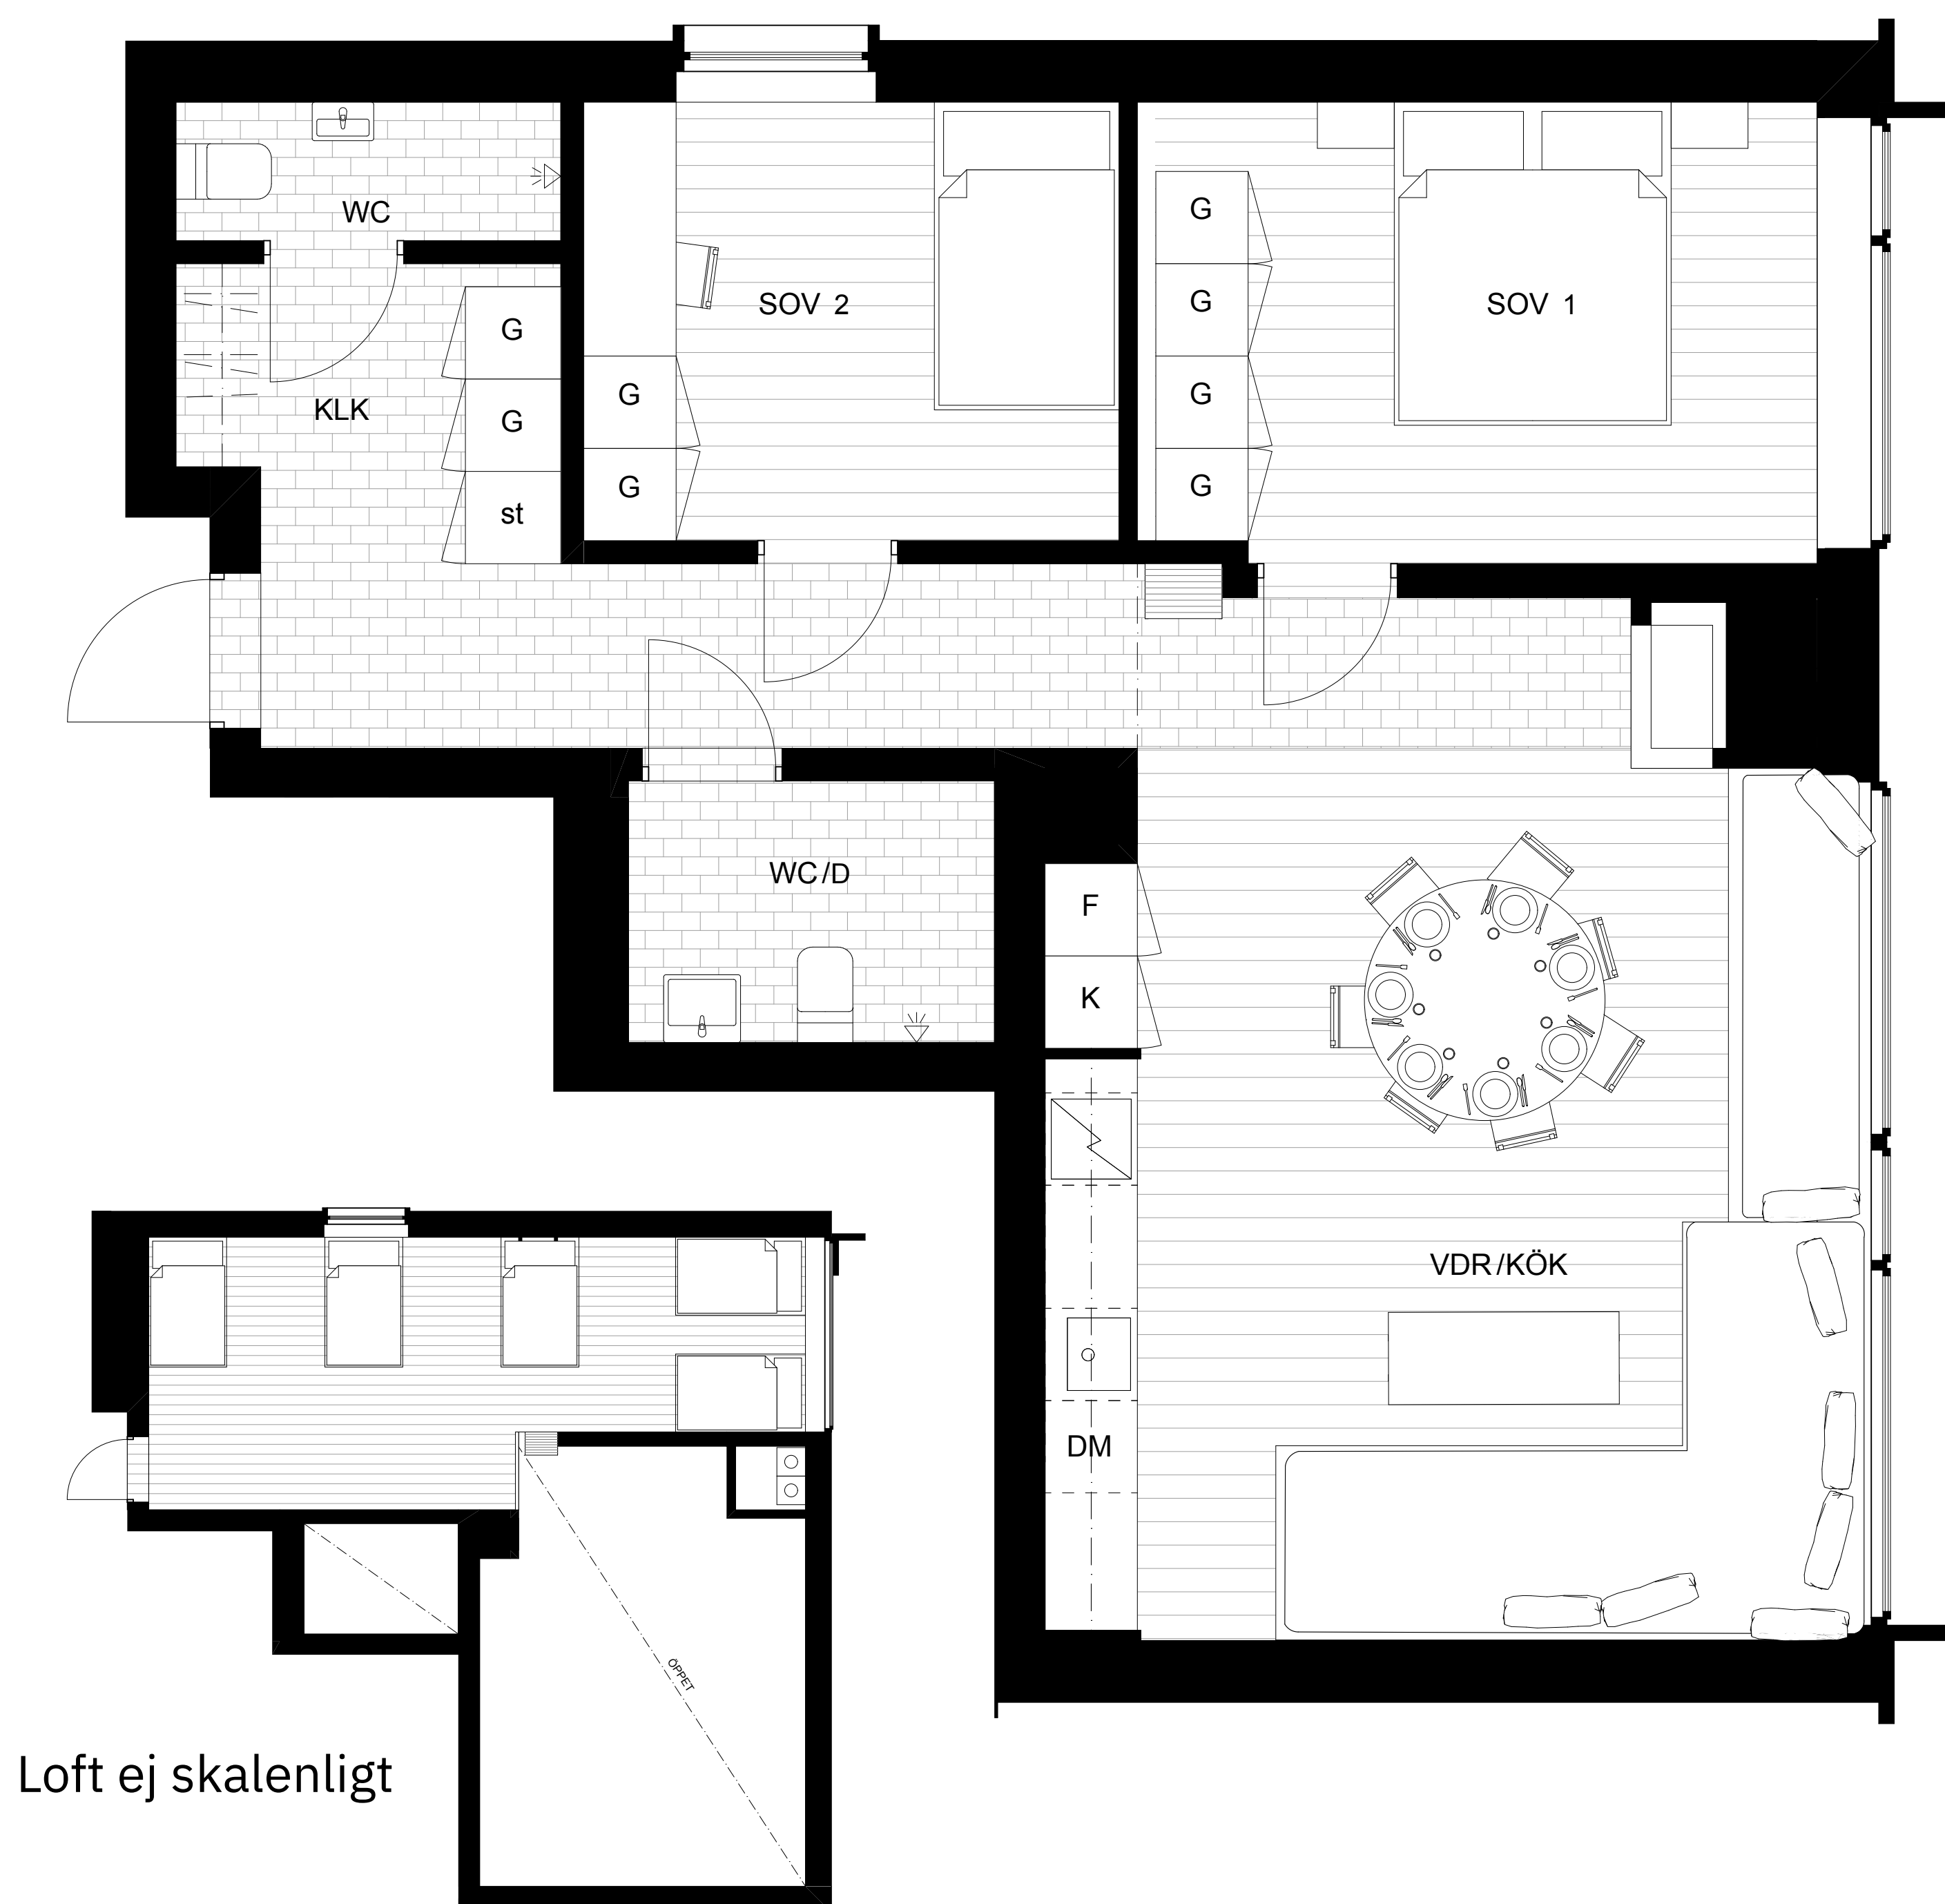 WC
G
G
SOV 2
SOV 1
G
G
G
KLK
G
G
G
G
st
WC/D
F
K
VDR/KÖK
DM
ÖPPET
Loft ej skalenligt